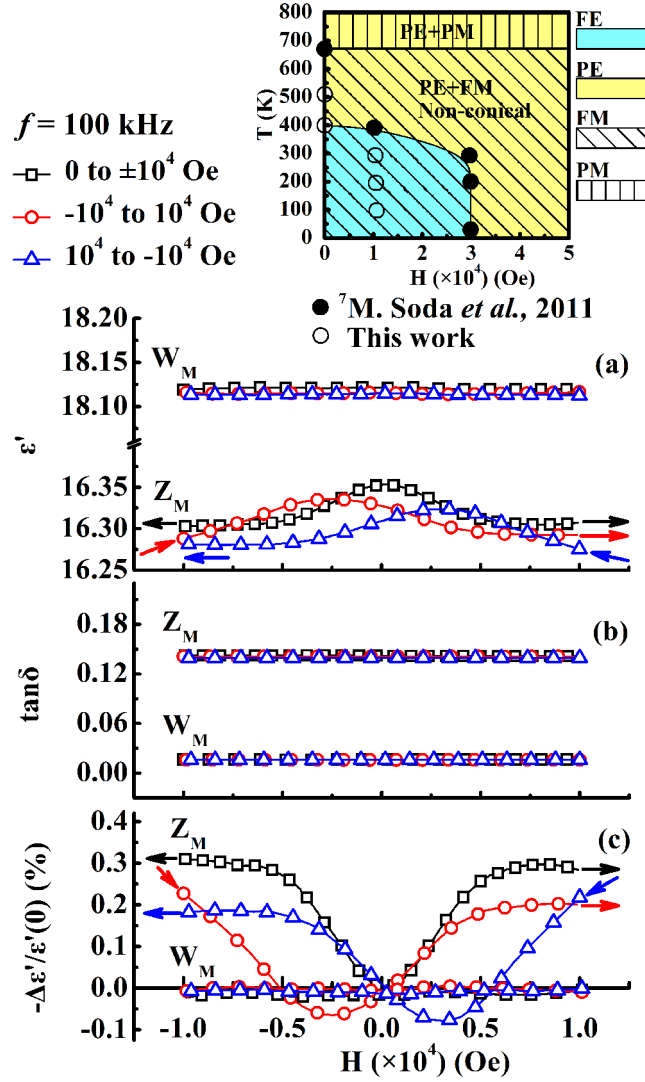 800
700
600
500
400
300
200
100
0
T (K)
PE+PM
PE+FM
Non-conical
0 1 2 3 4 5
H (×10⁴) (Oe)
FE
PE
FM
PM
f = 100 kHz
0 to ±10⁴ Oe
-10⁴ to 10⁴ Oe
10⁴ to -10⁴ Oe
⁷M. Soda et al., 2011
This work
18.20
18.15
18.10
16.35
16.30
16.25
ε'
W_M
Z_M
(a)
0.18
0.12
0.06
0.00
tanδ
Z_M
W_M
(b)
0.4
0.3
0.2
0.1
0.0
-0.1
-Δε'/ε'(0) (%)
Z_M
W_M
(c)
-1.0 -0.5 0.0 0.5 1.0
H (×10⁴) (Oe)